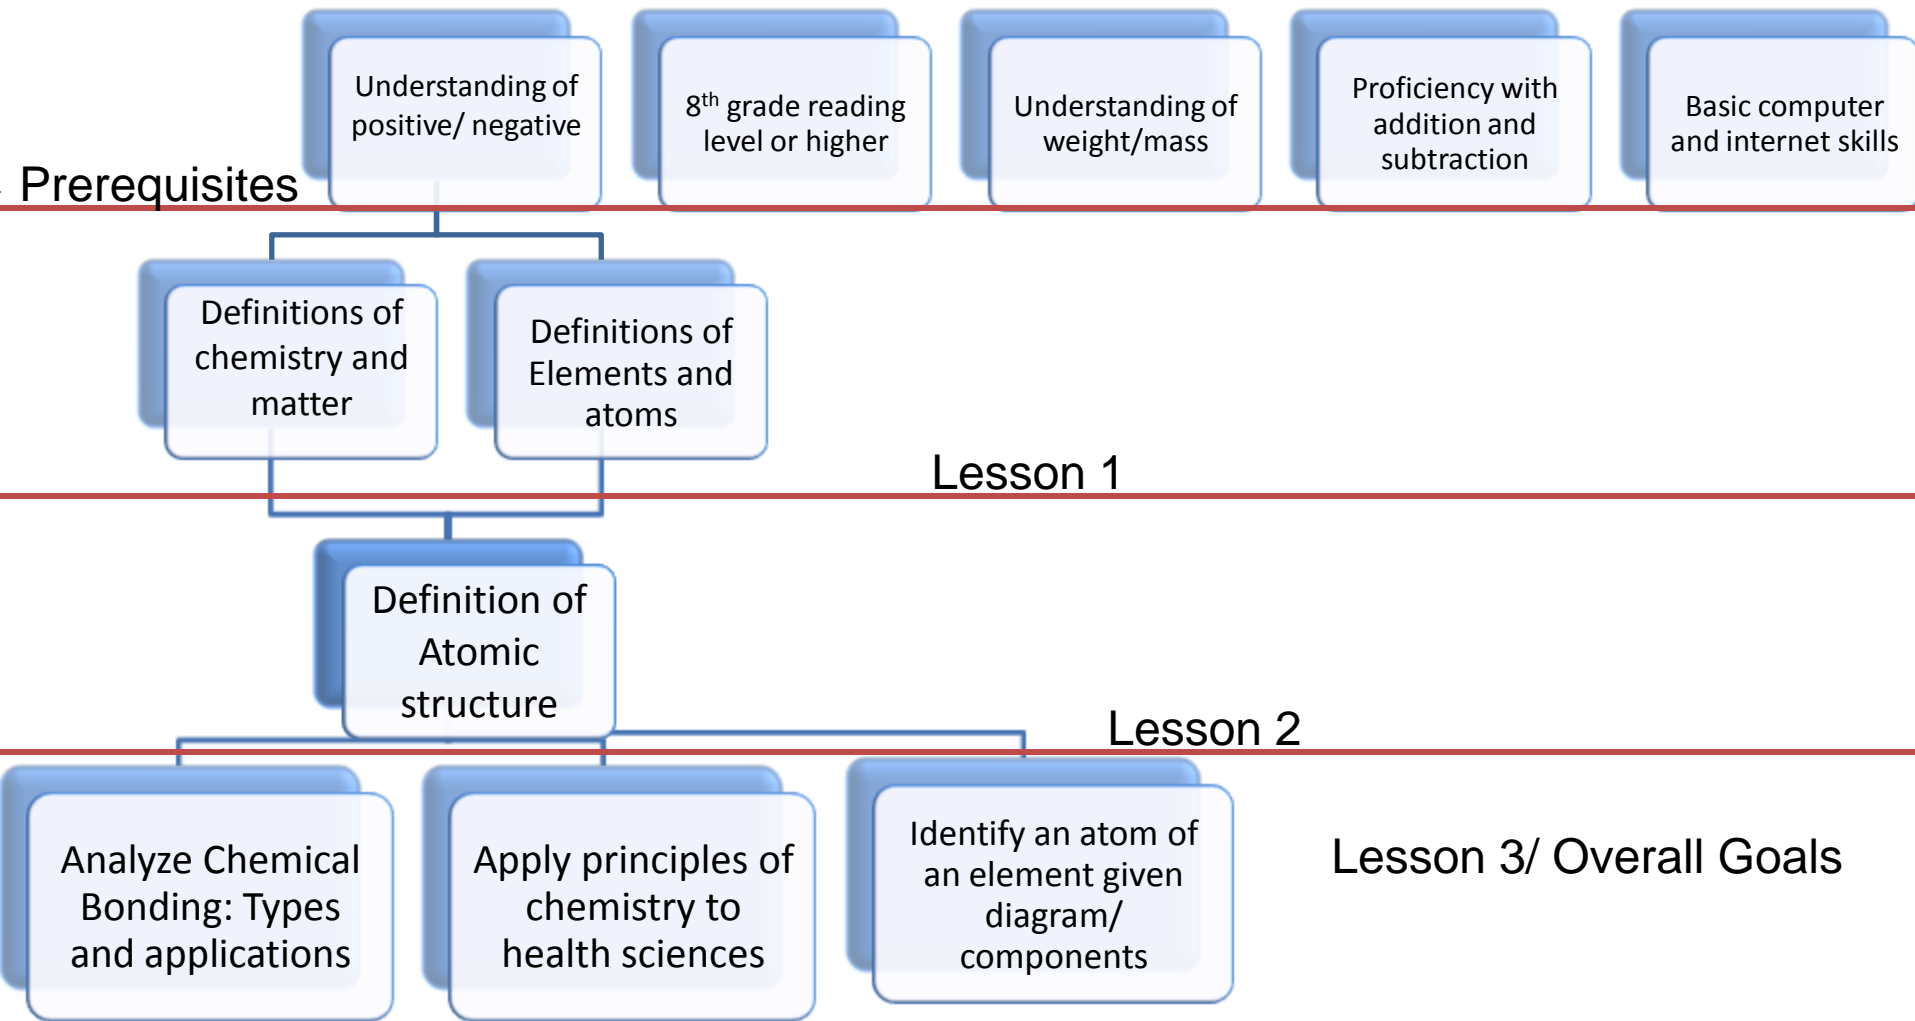 Understanding of
positive/ negative
8th grade reading
level or higher
Understanding of
weight/mass
Proficiency with
addition and
subtraction
Basic computer
and internet skills
Prerequisites
Definitions of
chemistry and
matter
Definitions of
Elements and
atoms
Lesson 1
Definition of
Atomic
structure
Lesson 2
Analyze Chemical
Bonding: Types
and applications
Apply principles of
chemistry to
health sciences
Identify an atom of
an element given
diagram/
components
Lesson 3/ Overall Goals